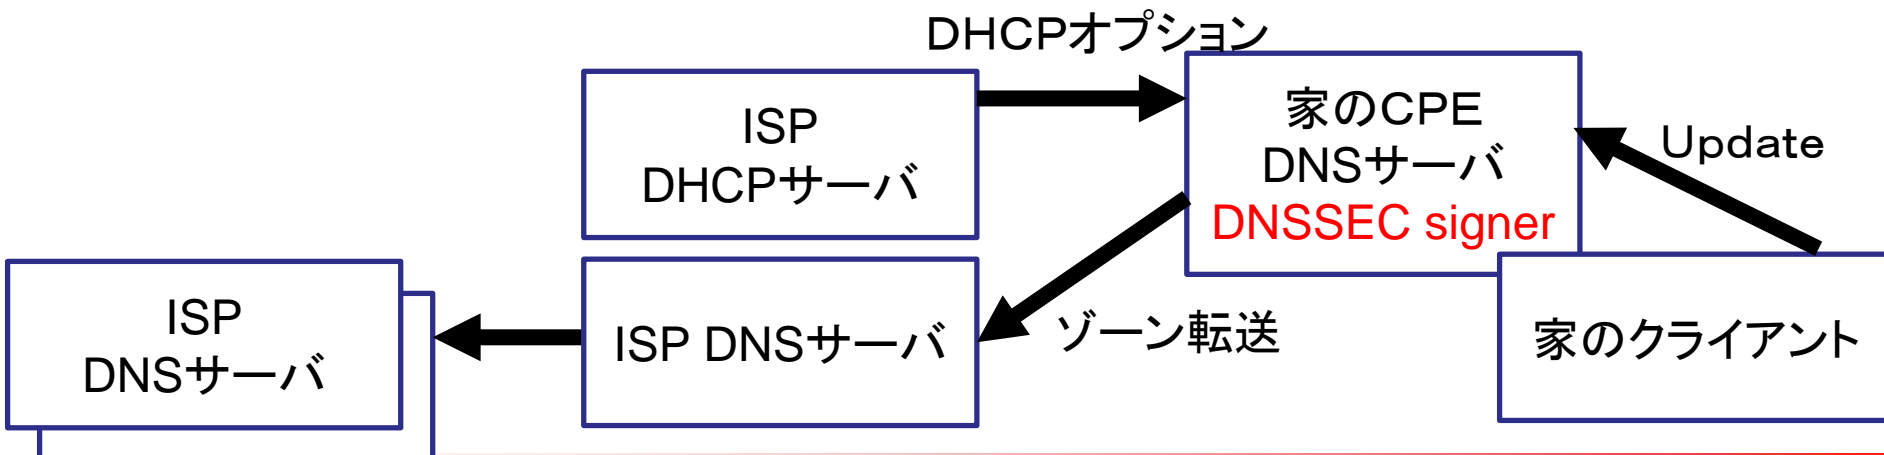 DHCPオプション
ISP
DHCPサーバ
家のCPE
DNSサーバ
DNSSEC signer
Update
ISP
DNSサーバ
ISP DNSサーバ
ゾーン転送
家のクライアント